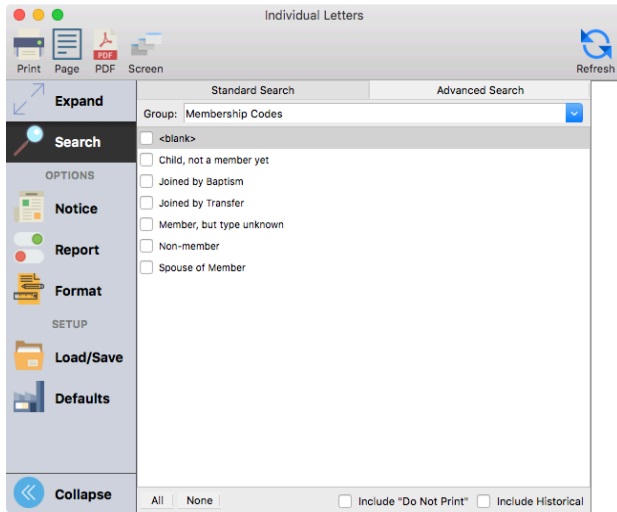 Individual Letters
Print Page PDF Screen Refresh
PDF
Expand
Search
OPTIONS
Notice
Report
Format
SETUP
Load/Save
Defaults
Collapse
Standard Search Advanced Search
Group: Membership Codes
<blank>
Child, not a member yet
Joined by Baptism
Joined by Transfer
Member, but type unknown
Non-member
Spouse of Member
All None Include "Do Not Print" Include Historical